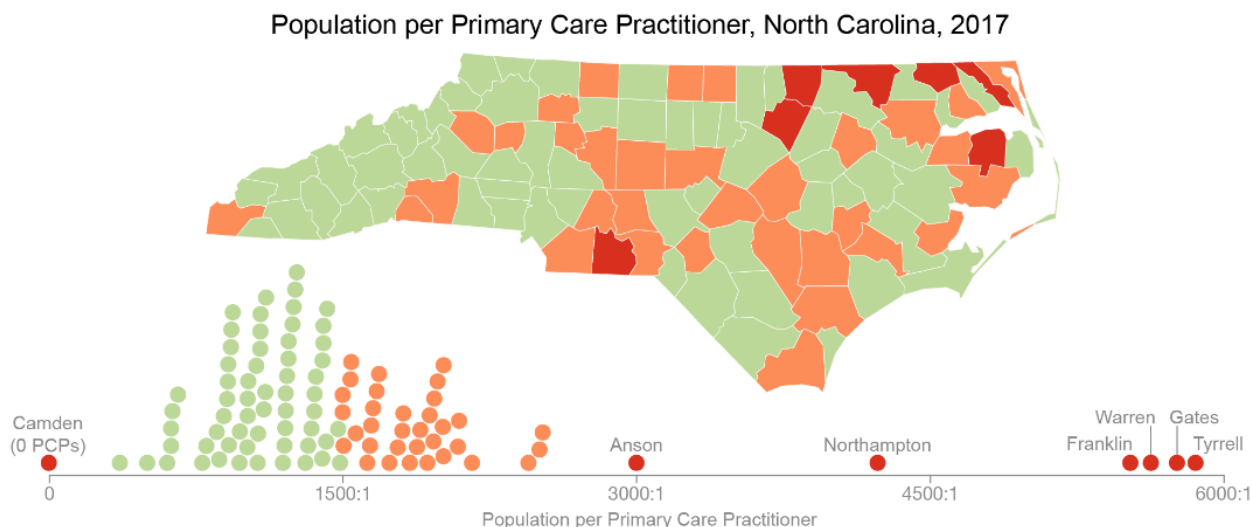 Population per Primary Care Practitioner, North Carolina, 2017
Camden
(0 PCPs)
Anson
Northampton
Warren
Gates
Franklin
Tyrrell
0
1500:1
3000:1
4500:1
6000:1
Population per Primary Care Practitioner